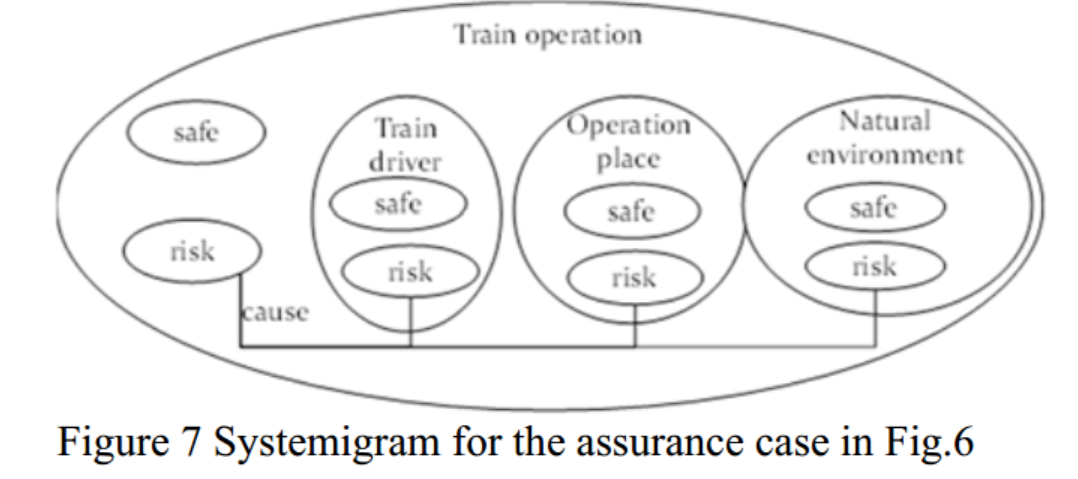 Train operation
safe
risk
cause
Train
driver
safe
risk
Operation
place
safe
risk
Natural
environment
safe
risk
Figure 7 Systemigram for the assurance case in Fig.6